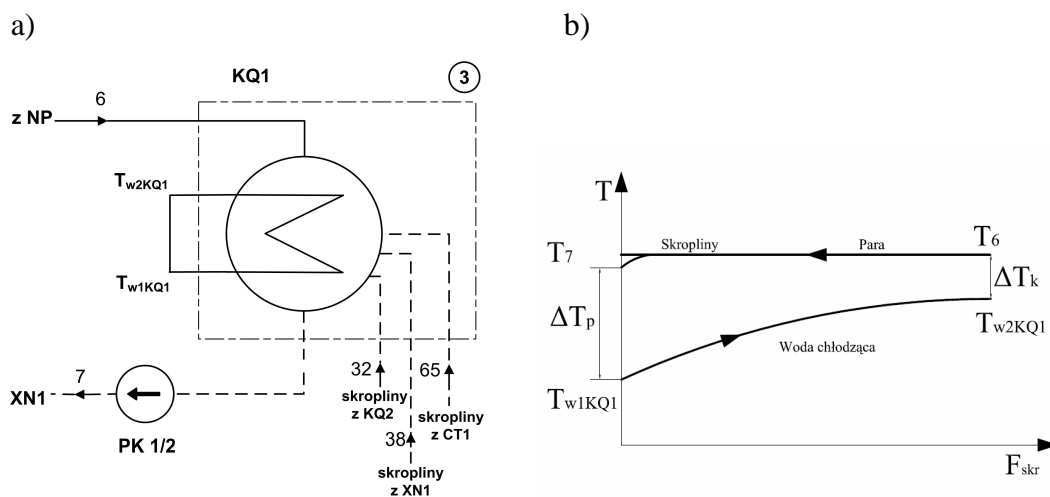 a)
KQ1
3
z NP
6
Tw2KQ1
Tw1KQ1
7
XN1
PK 1/2
32
skropliny
z KQ2
65
skropliny
z CT1
38
skropliny
z XN1
b)
T
T7
Skropliny
Para
T6
ΔTk
ΔTp
Tw2KQ1
Woda chłodząca
Tw1KQ1
Fskr